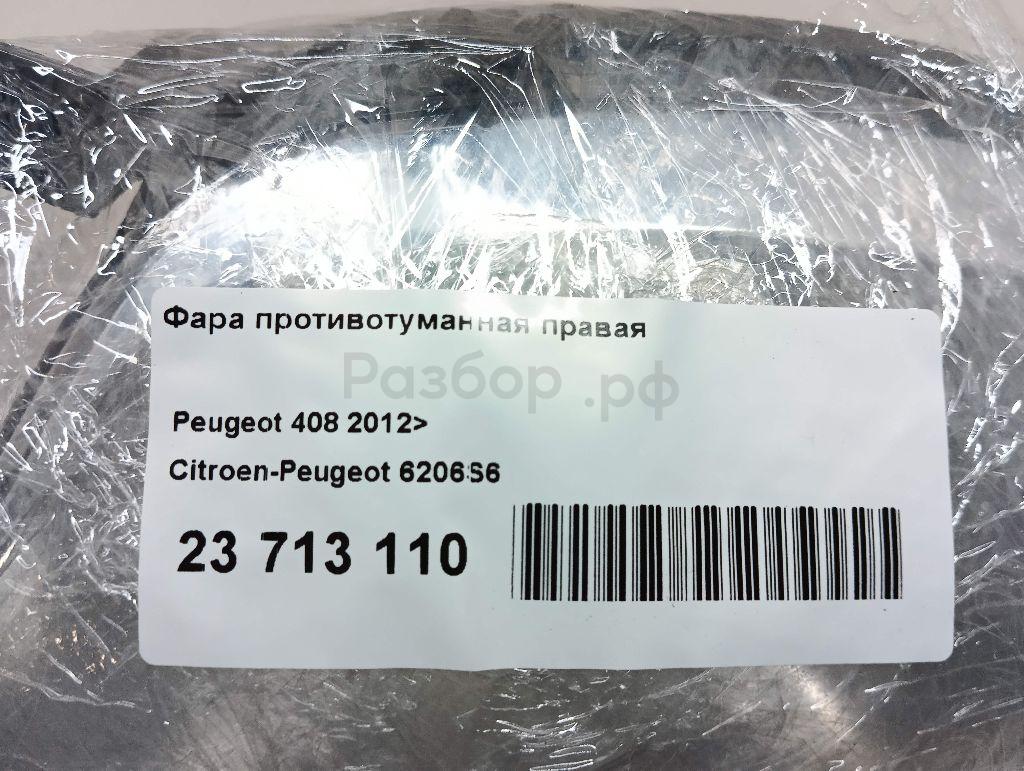 Фара противотуманная правая
Разбор.рф
Peugeot 408 2012>
Citroen-Peugeot 6206S6
23 713 110